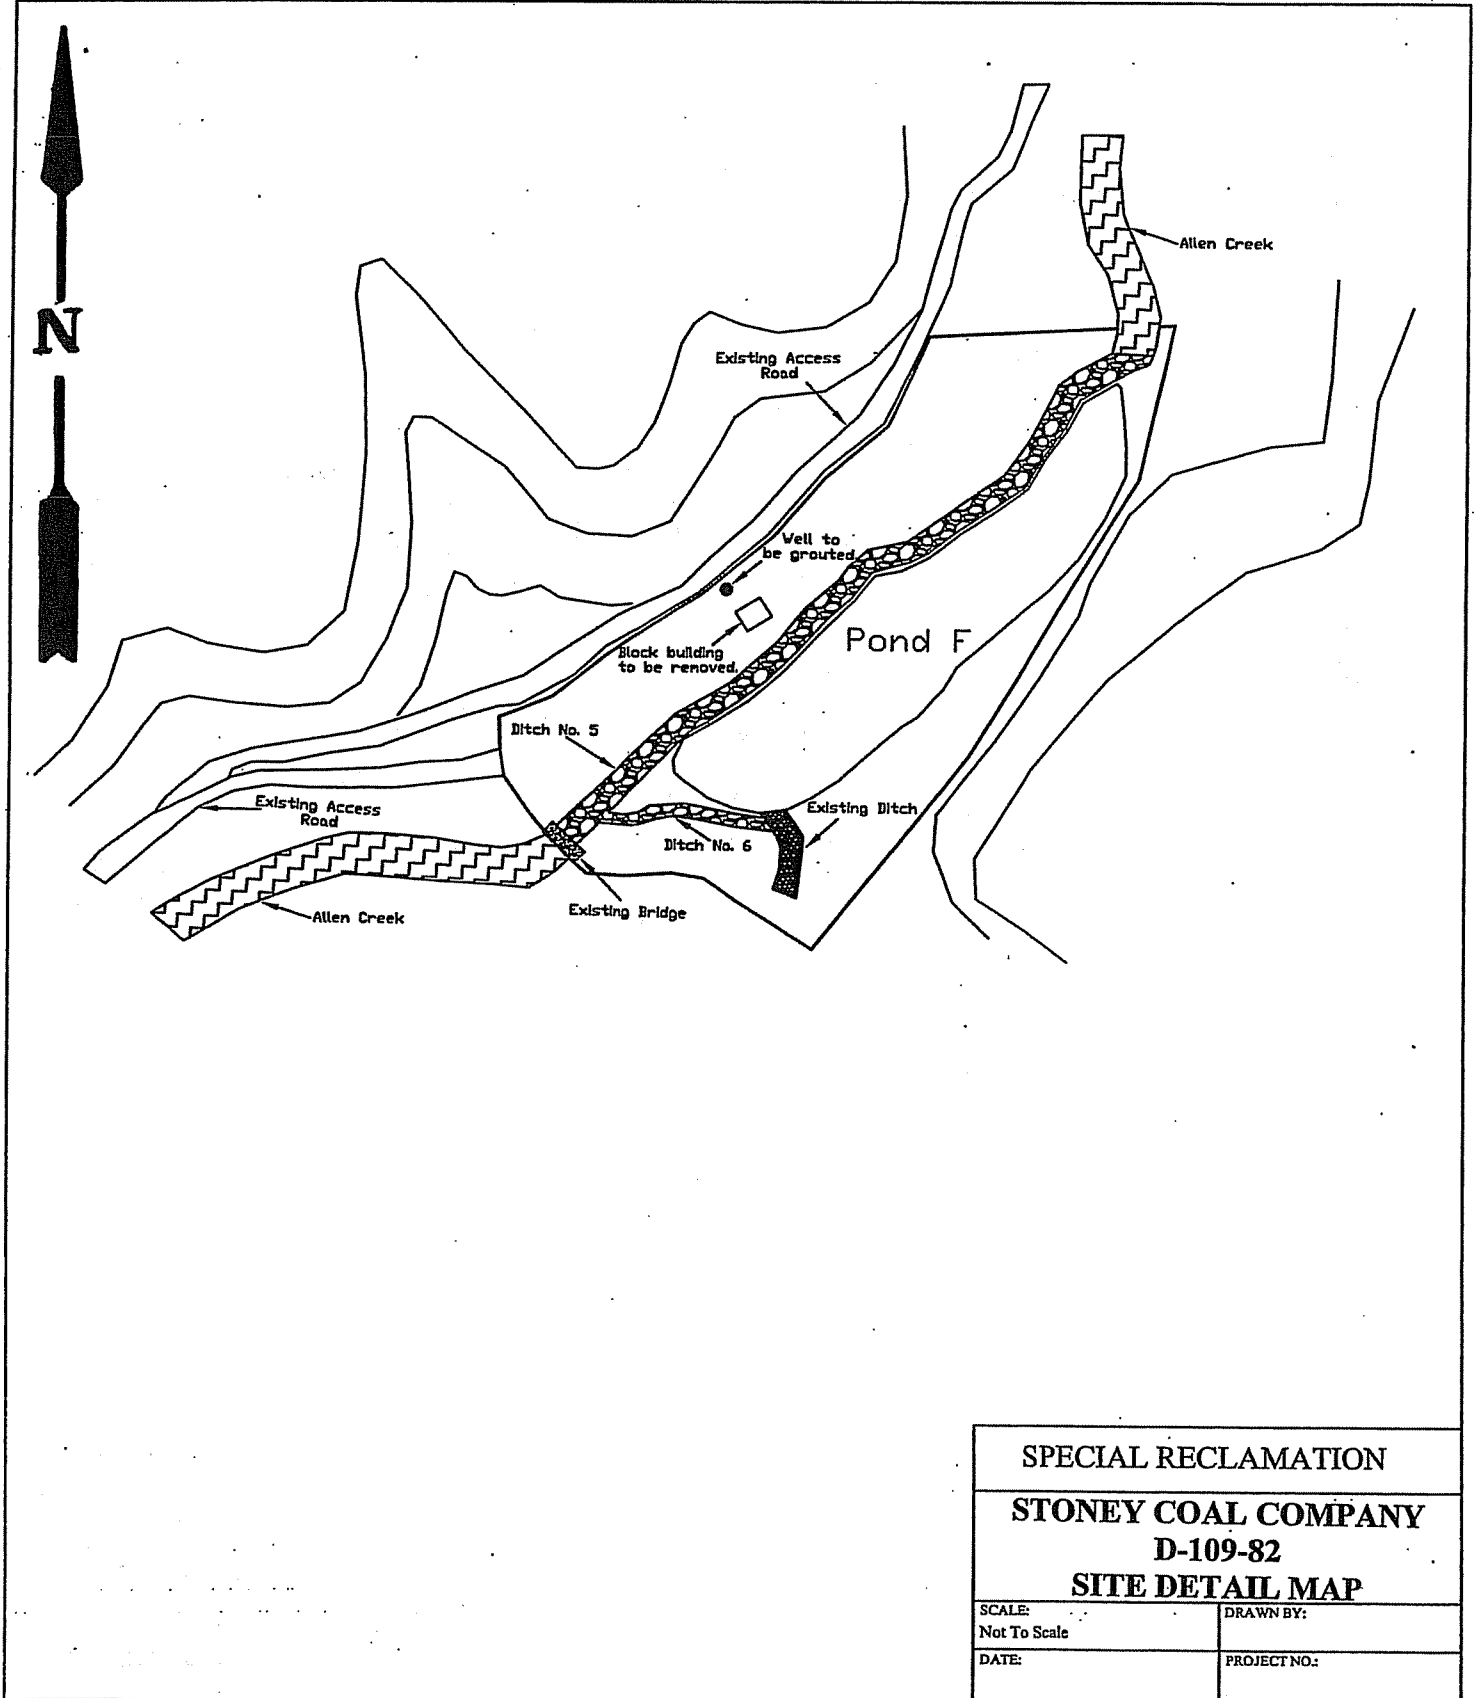 N
Allen Creek
Existing Access
Road
Well to
be grouted.
Block building
to be removed.
Pond F
Ditch No. 5
Existing Access
Road
Existing Ditch
Ditch No. 6
Existing Bridge
Allen Creek
SPECIAL RECLAMATION
STONEY COAL COMPANY
D-109-82
SITE DETAIL MAP
SCALE:
Not To Scale
DRAWN BY:
DATE:
PROJECT NO.: